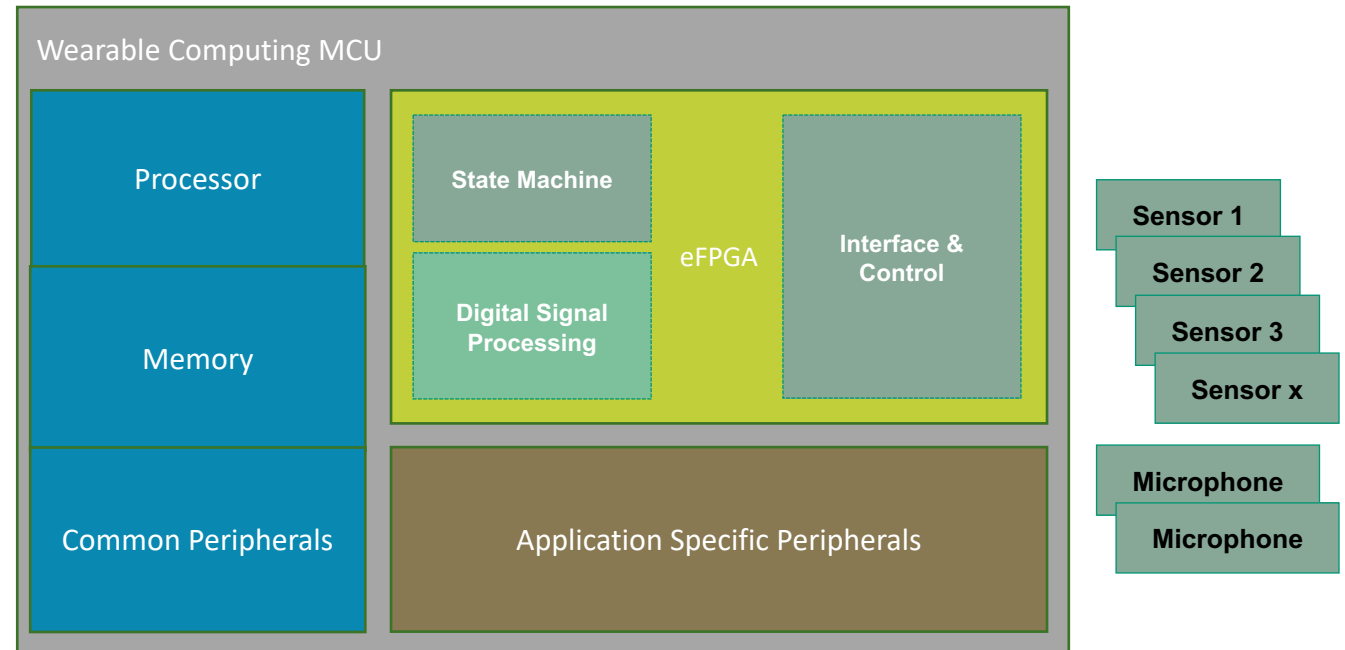 Wearable Computing MCU
Processor
Memory
Common Peripherals
State Machine
Digital Signal
Processing
eFPGA
Interface &
Control
Application Specific Peripherals
Sensor 1
Sensor 2
Sensor 3
Sensor x
Microphone
Microphone